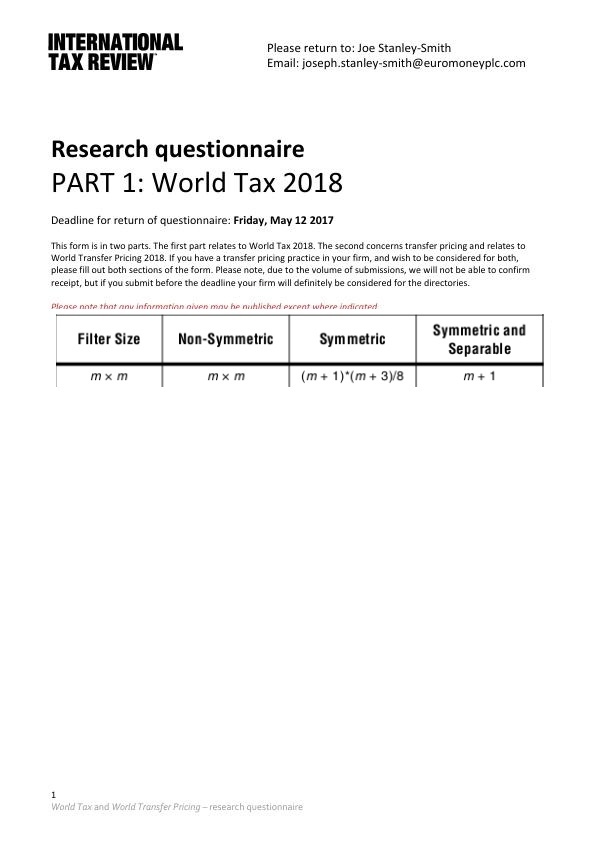 INTERNATIONAL
TAX REVIEW
Please return to: Joe Stanley-Smith
Email: joseph.stanley-smith@euromoneyplc.com
Research questionnaire
PART 1: World Tax 2018
Deadline for return of questionnaire: Friday, May 12 2017
This form is in two parts. The first part relates to World Tax 2018. The second concerns transfer pricing and relates to
World Transfer Pricing 2018. If you have a transfer pricing practice in your firm, and wish to be considered for both,
please fill out both sections of the form. Please note, due to the volume of submissions, we will not be able to confirm
receipt, but if you submit before the deadline your firm will definitely be considered for the directories.
Please note that any information given may be published except where indicated
Filter Size Non-Symmetric Symmetric Symmetric and
Separable
m × m m × m (m + 1)*(m + 3)/8 m + 1
1
World Tax and World Transfer Pricing – research questionnaire